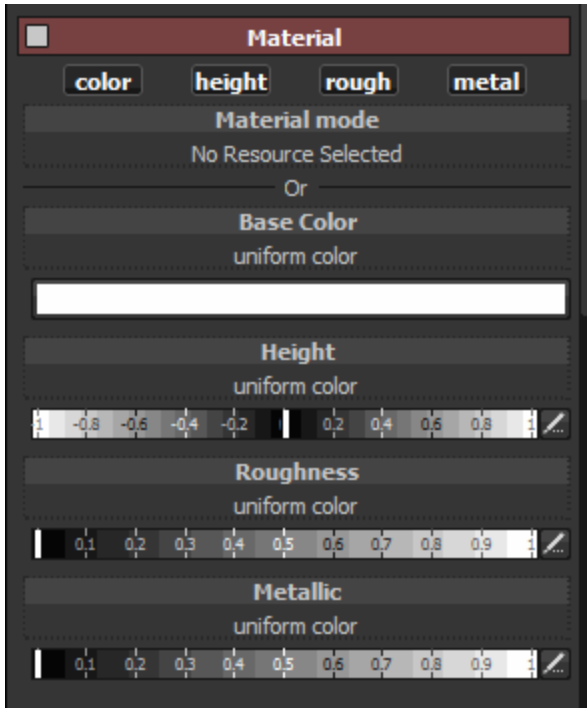 Material
color height rough metal
Material mode
No Resource Selected
Or
Base Color
uniform color
Height
uniform color
-1 -0.8 -0.6 -0.4 -0.2 0.2 0.4 0.6 0.8 1
Roughness
uniform color
0.1 0.2 0.3 0.4 0.5 0.6 0.7 0.8 0.9 1
Metallic
uniform color
0.1 0.2 0.3 0.4 0.5 0.6 0.7 0.8 0.9 1